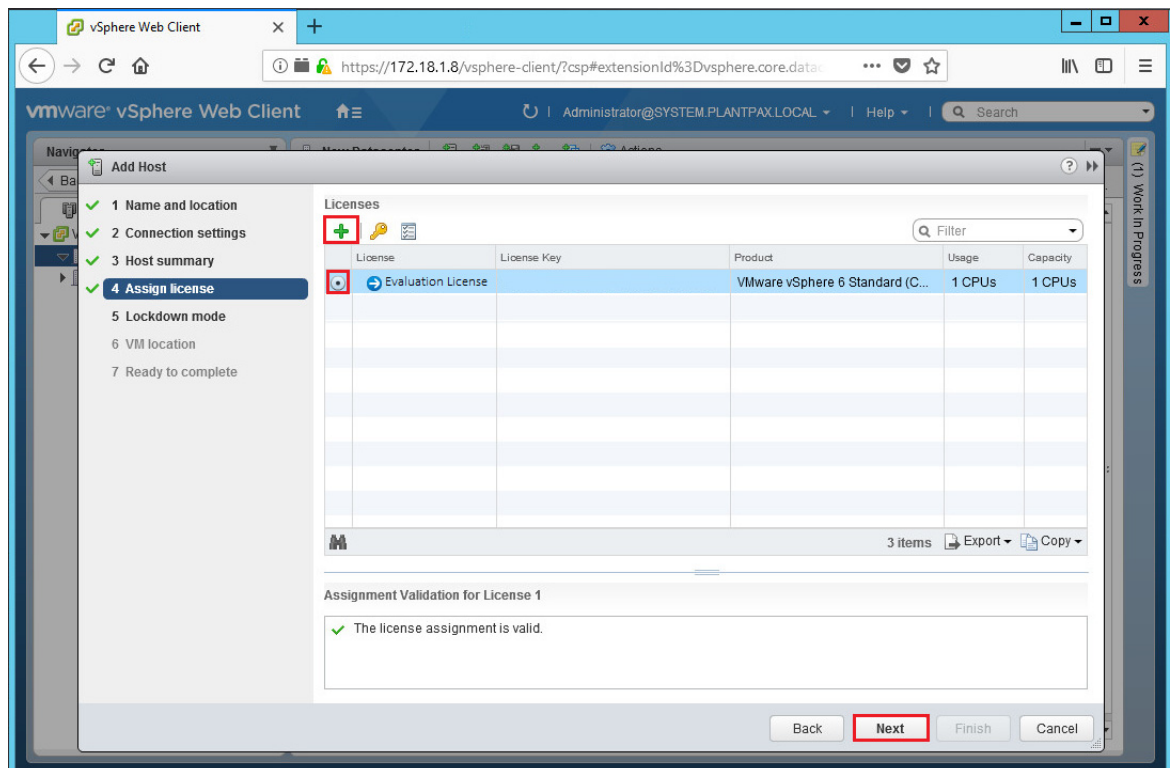 vSphere Web Client
https://172.18.1.8/vsphere-client/?csp#extensionId%3Dvsphere.core.datac
vmware® vSphere Web Client
Administrator@SYSTEM.PLANTPAX.LOCAL
Help
Search
Actions
Add Host
Ba
1 Name and location
2 Connection settings
3 Host summary
4 Assign license
5 Lockdown mode
6 VM location
7 Ready to complete
Licenses
Filter
License License Key Product Usage Capacity
Evaluation License VMware vSphere 6 Standard (C... 1 CPUs 1 CPUs
3 items Export Copy
Assignment Validation for License 1
The license assignment is valid.
Back Next Finish Cancel
(1) Work In Progress